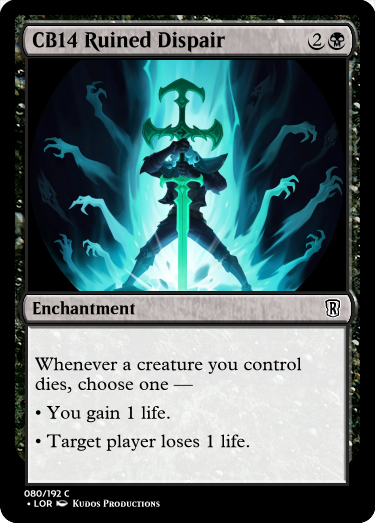 CB14 Ruined Dispair 2
Enchantment R
Whenever a creature you control
dies, choose one —
• You gain 1 life.
• Target player loses 1 life.
080/192 C
• LOR Kudos Productions